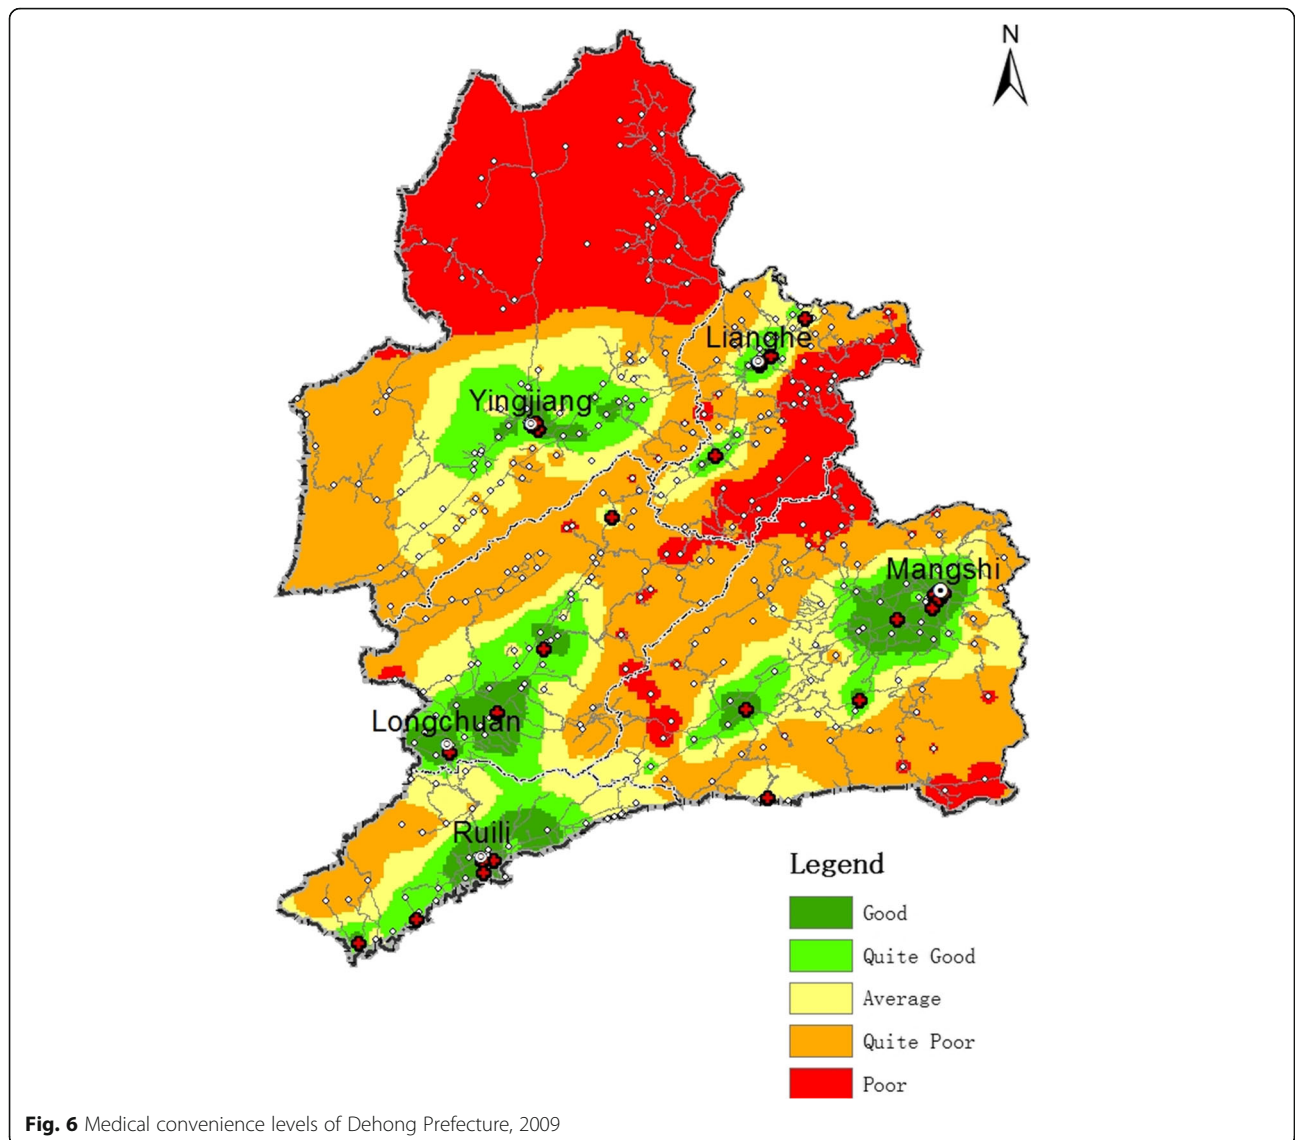 N
Lianghe
Yingjiang
Mangshi
Longchuan
Ruili
Legend
Good
Quite Good
Average
Quite Poor
Poor
Fig. 6 Medical convenience levels of Dehong Prefecture, 2009